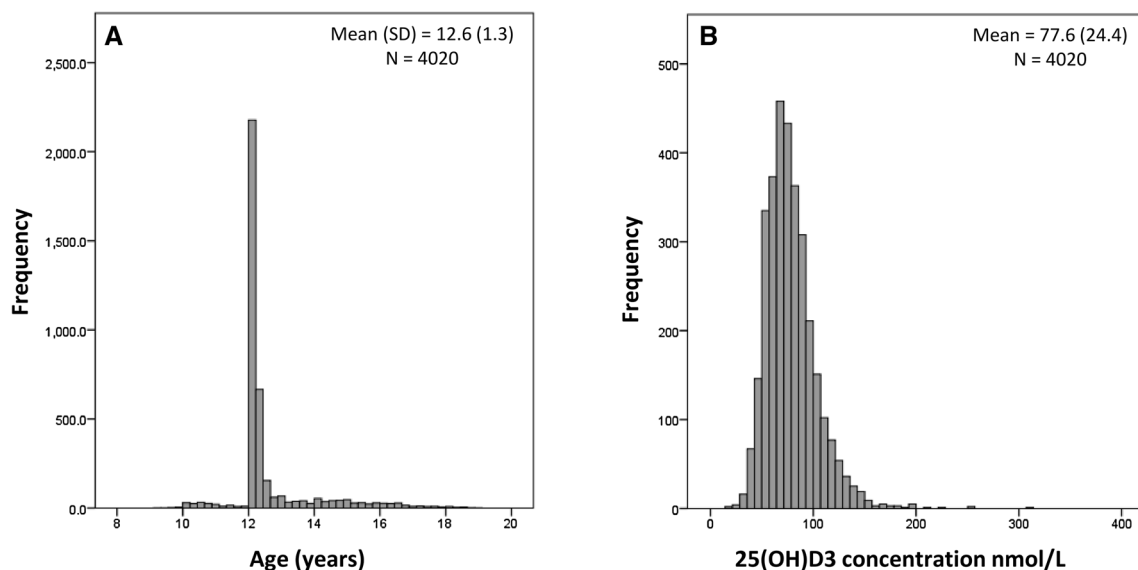 A
Mean (SD) = 12.6 (1.3)
N = 4020
2,500.0
2,000.0
1,500.0
1,000.0
500.0
0.0
Frequency
8 10 12 14 16 18 20
Age (years)
B
Mean = 77.6 (24.4)
N = 4020
500
400
300
200
100
0
Frequency
0 100 200 300 400
25(OH)D3 concentration nmol/L